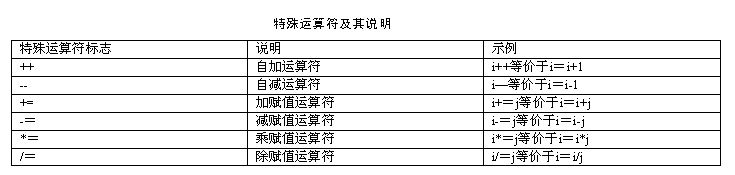 特殊运算符及其说明
特殊运算符标志 说明 示例
++ 自加运算符 i++等价于i＝i+1
-- 自减运算符 i—等价于i＝i-1
+= 加赋值运算符 i+＝j等价于i＝i+j
-＝ 减赋值运算符 i-＝j等价于i＝i-j
*＝ 乘赋值运算符 i*＝j等价于i＝i*j
/＝ 除赋值运算符 i/＝j等价于i＝i/j